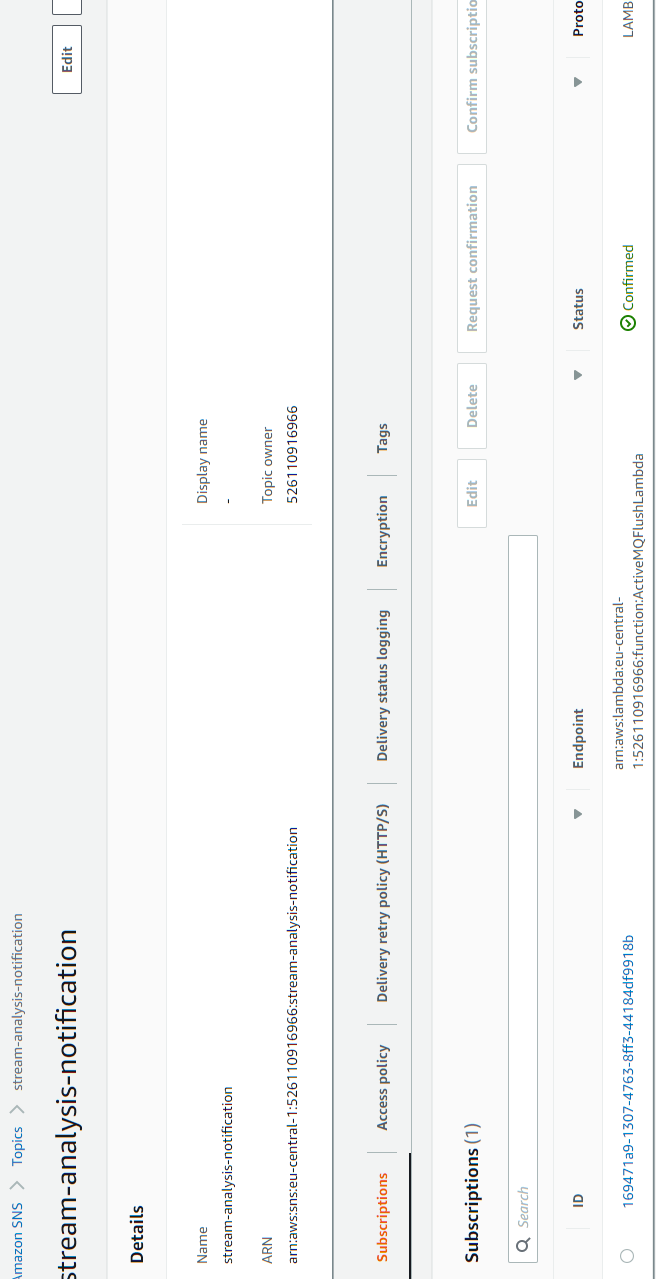 Amazon SNS > Topics > stream-analysis-notification
stream-analysis-notification
Edit
Details
Name
stream-analysis-notification
Display name
-
ARN
arn:aws:sns:eu-central-1:526110916966:stream-analysis-notification
Topic owner
526110916966
Subscriptions
Access policy
Delivery retry policy (HTTP/S)
Delivery status logging
Encryption
Tags
Subscriptions (1)
Edit
Delete
Request confirmation
Confirm subscriptio
Search
ID
Endpoint
Status
Proto
169471a9-1307-4763-8ff3-44184df9918b
arn:aws:lambda:eu-central-
1:526110916966:function:ActiveMQFlushLambda
Confirmed
LAMB